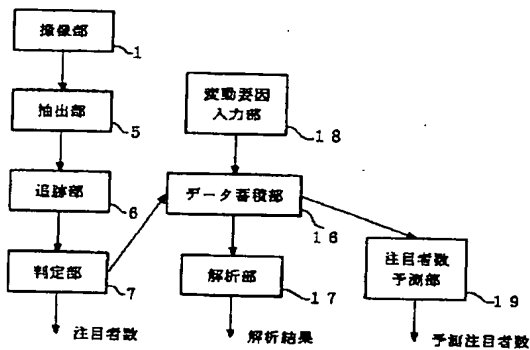 撮像部
1
抽出部
5
変動要因
入力部
18
追跡部
6
データ蓄積部
16
判定部
7
解析部
17
注目者数
予測部
19
注目者数
解析結果
予測注目者数